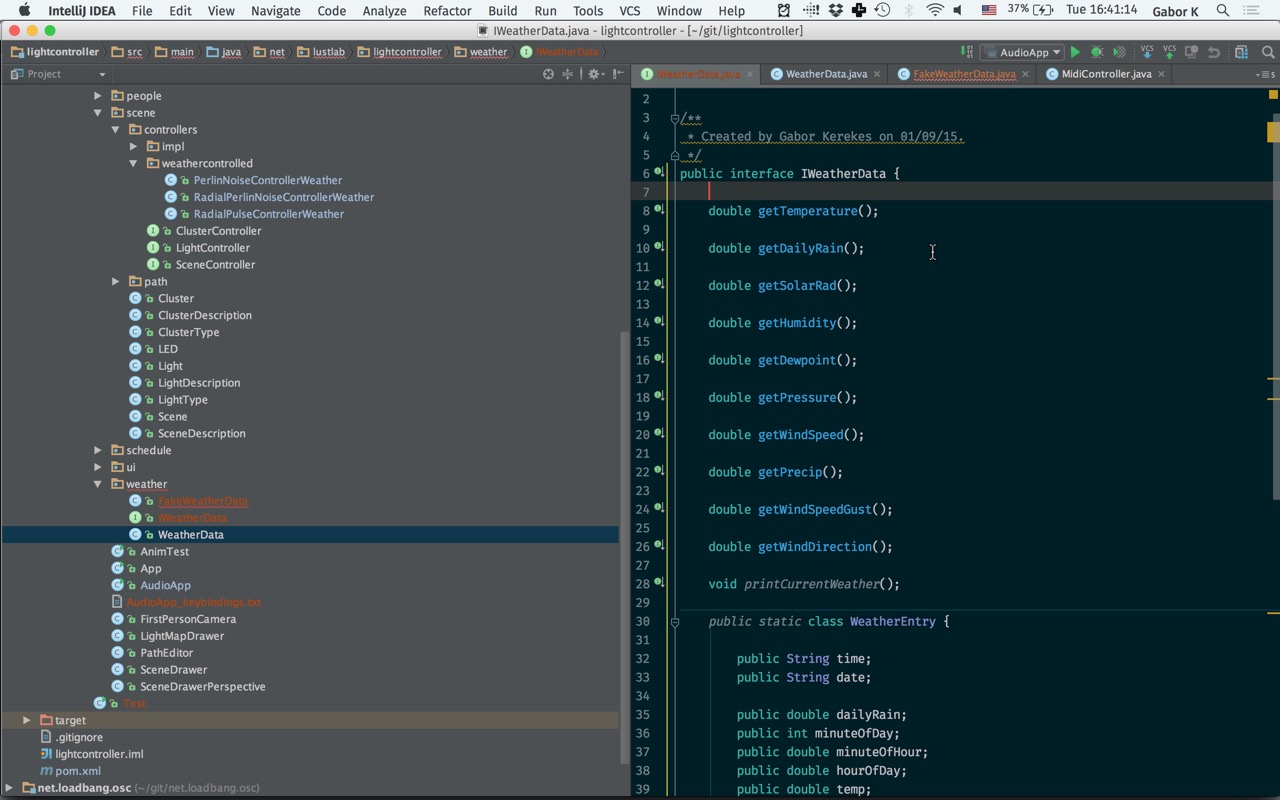 IntelliJ IDEA File Edit View Navigate Code Analyze Refactor Build Run Tools VCS Window Help 37% Tue 16:41:14 Gabor K
IWeatherData.java - lightcontroller - [~/git/lightcontroller]
lightcontroller src main java net lustlab lightcontroller weather IWeatherData AudioApp VCS VCS
Project
IWeatherData.java WeatherData.java FakeWeatherData.java MidiController.java
people
scene
controllers
impl
weathercontrolled
PerlinNoiseControllerWeather
RadialPerlinNoiseControllerWeather
RadialPulseControllerWeather
ClusterController
LightController
SceneController
path
Cluster
ClusterDescription
ClusterType
LED
Light
LightDescription
LightType
Scene
SceneDescription
schedule
ui
weather
FakeWeatherData
IWeatherData
WeatherData
AnimTest
App
AudioApp
AudioApp_keybindings.txt
FirstPersonCamera
LightMapDrawer
PathEditor
SceneDrawer
SceneDrawerPerspective
Test
target
.gitignore
lightcontroller.iml
pom.xml
net.loadbang.osc (~/git/net.loadbang.osc)
2
3 /**
4 * Created by Gabor Kerekes on 01/09/15.
5 */
6 public interface IWeatherData {
7
8 double getTemperature();
9
10 double getDailyRain();
11
12 double getSolarRad();
13
14 double getHumidity();
15
16 double getDewpoint();
17
18 double getPressure();
19
20 double getWindSpeed();
21
22 double getPrecip();
23
24 double getWindSpeedGust();
25
26 double getWindDirection();
27
28 void printCurrentWeather();
29
30 public static class WeatherEntry {
31
32 public String time;
33 public String date;
34
35 public double dailyRain;
36 public int minuteOfDay;
37 public double minuteOfHour;
38 public double hourOfDay;
39 public double temp;